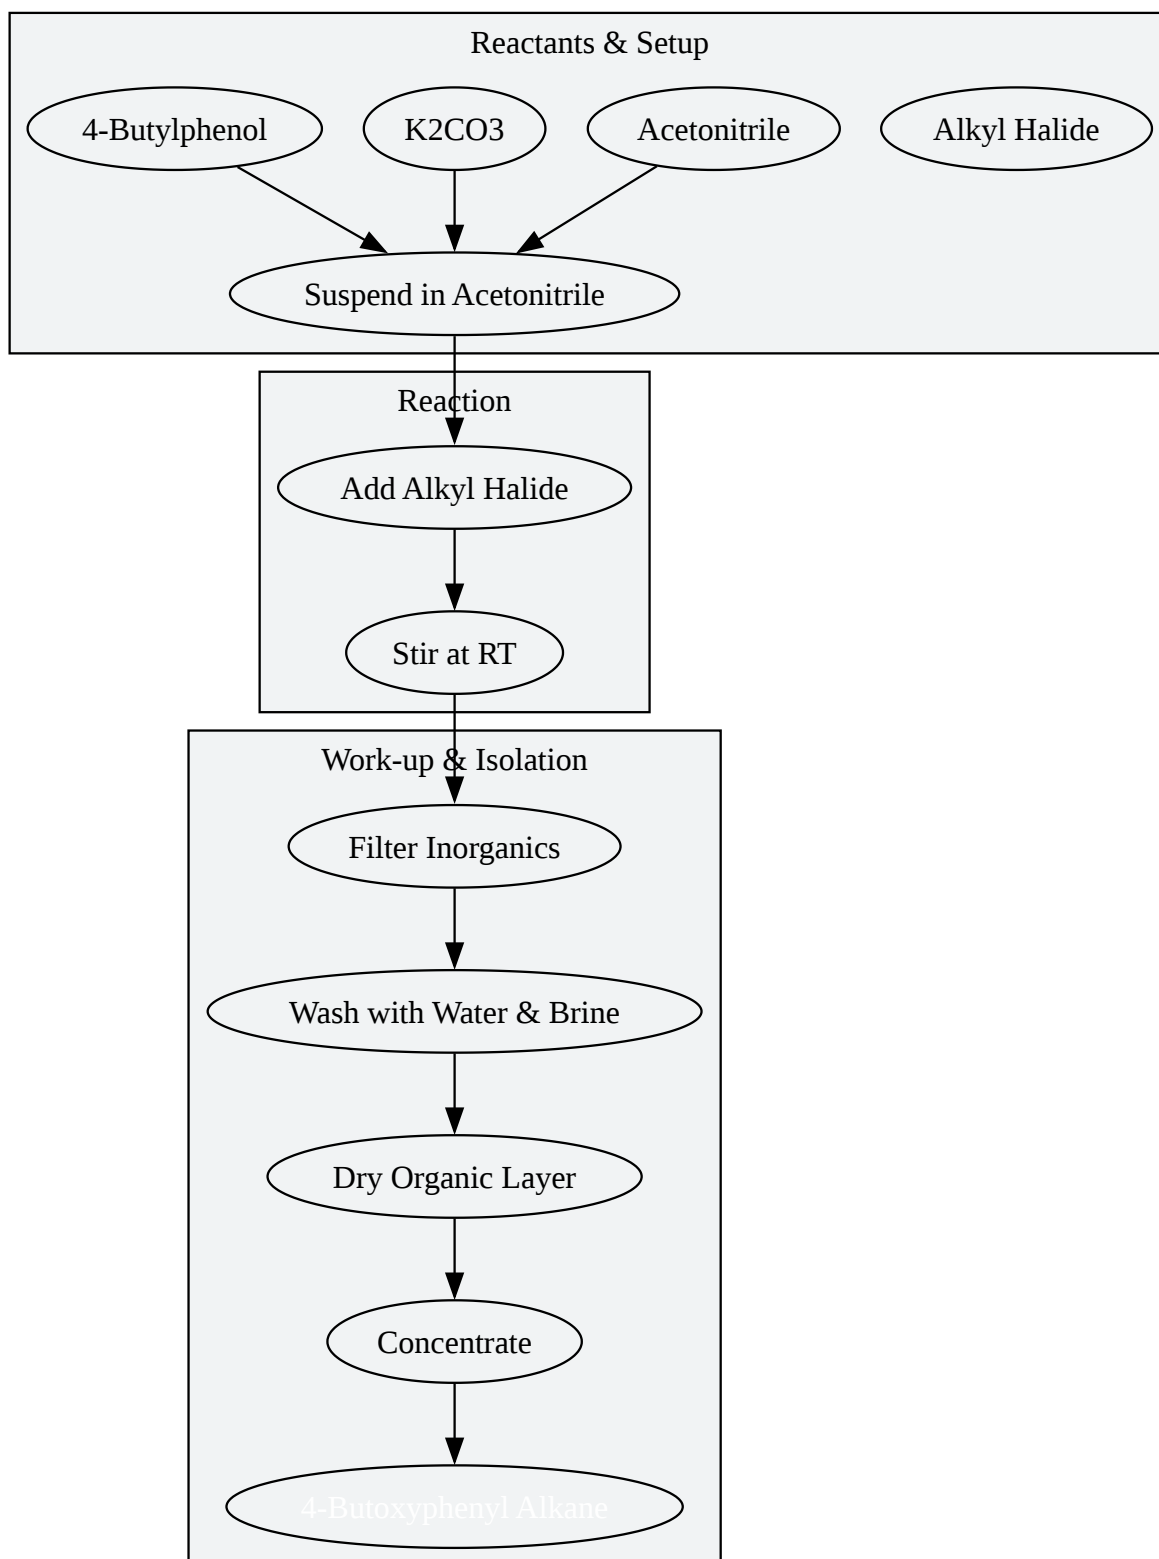 Reactants & Setup
4-Butylphenol
K2CO3
Acetonitrile
Alkyl Halide
Suspend in Acetonitrile
Reaction
Add Alkyl Halide
Stir at RT
Work-up & Isolation
Filter Inorganics
Wash with Water & Brine
Dry Organic Layer
Concentrate
4-Butoxyphenyl Alkane